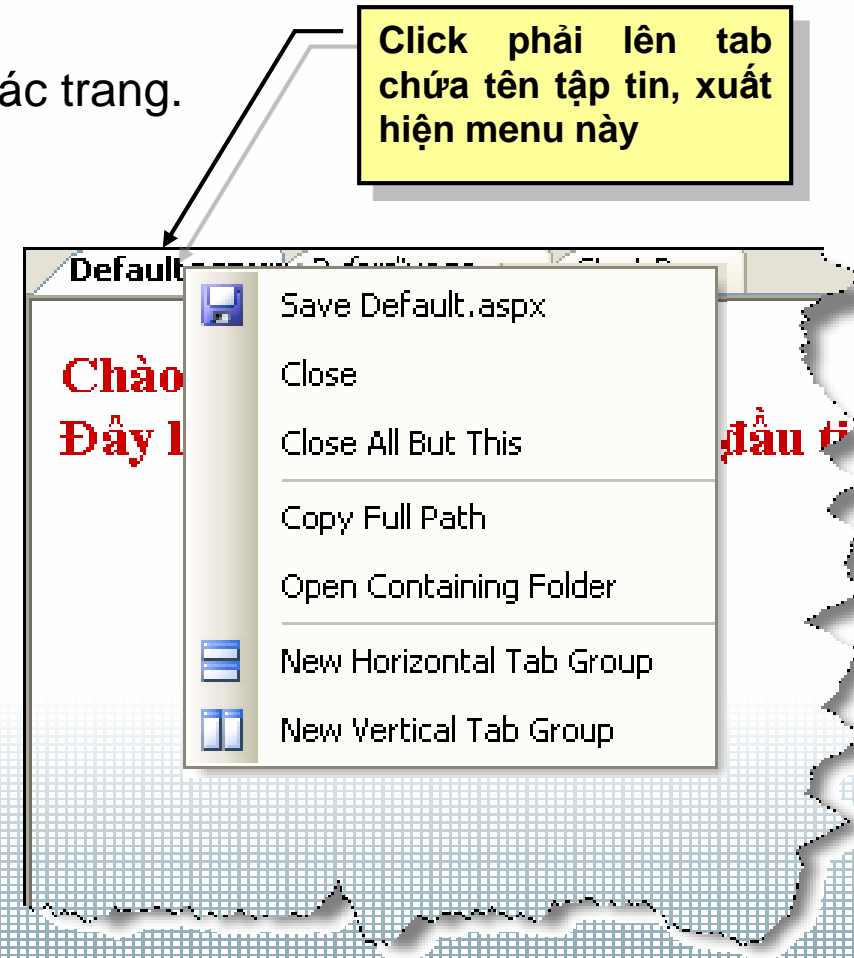 Click phải lên tab
chứa tên tập tin, xuất
hiện menu này
ác trang.
Default
Save Default.aspx
Chào
Close
Đây l
đầu ti
Close All But This
Copy Full Path
Open Containing Folder
New Horizontal Tab Group
New Vertical Tab Group